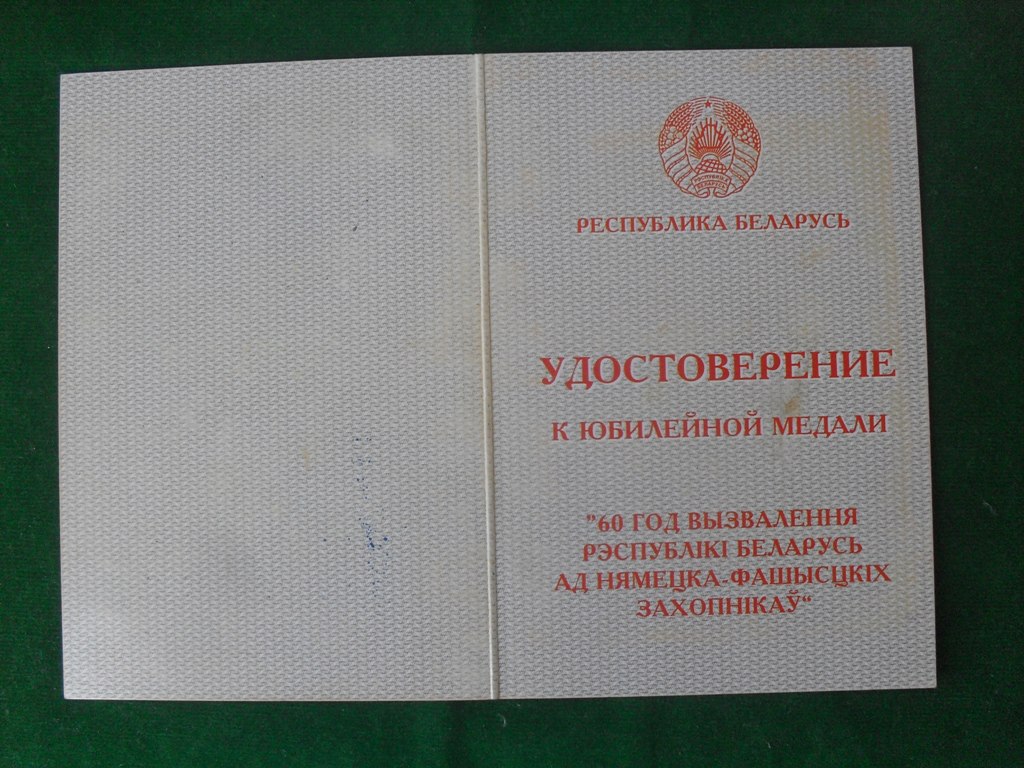 РЕСПУБЛИКА БЕЛАРУСЬ
УДОСТОВЕРЕНИЕ
К ЮБИЛЕЙНОЙ МЕДАЛИ
"60 ГОД ВЫЗВАЛЕННЯ
РЭСПУБЛІКІ БЕЛАРУСЬ
АД НЯМЕЦКА-ФАШЫСЦКІХ
ЗАХОПНІКАЎ“